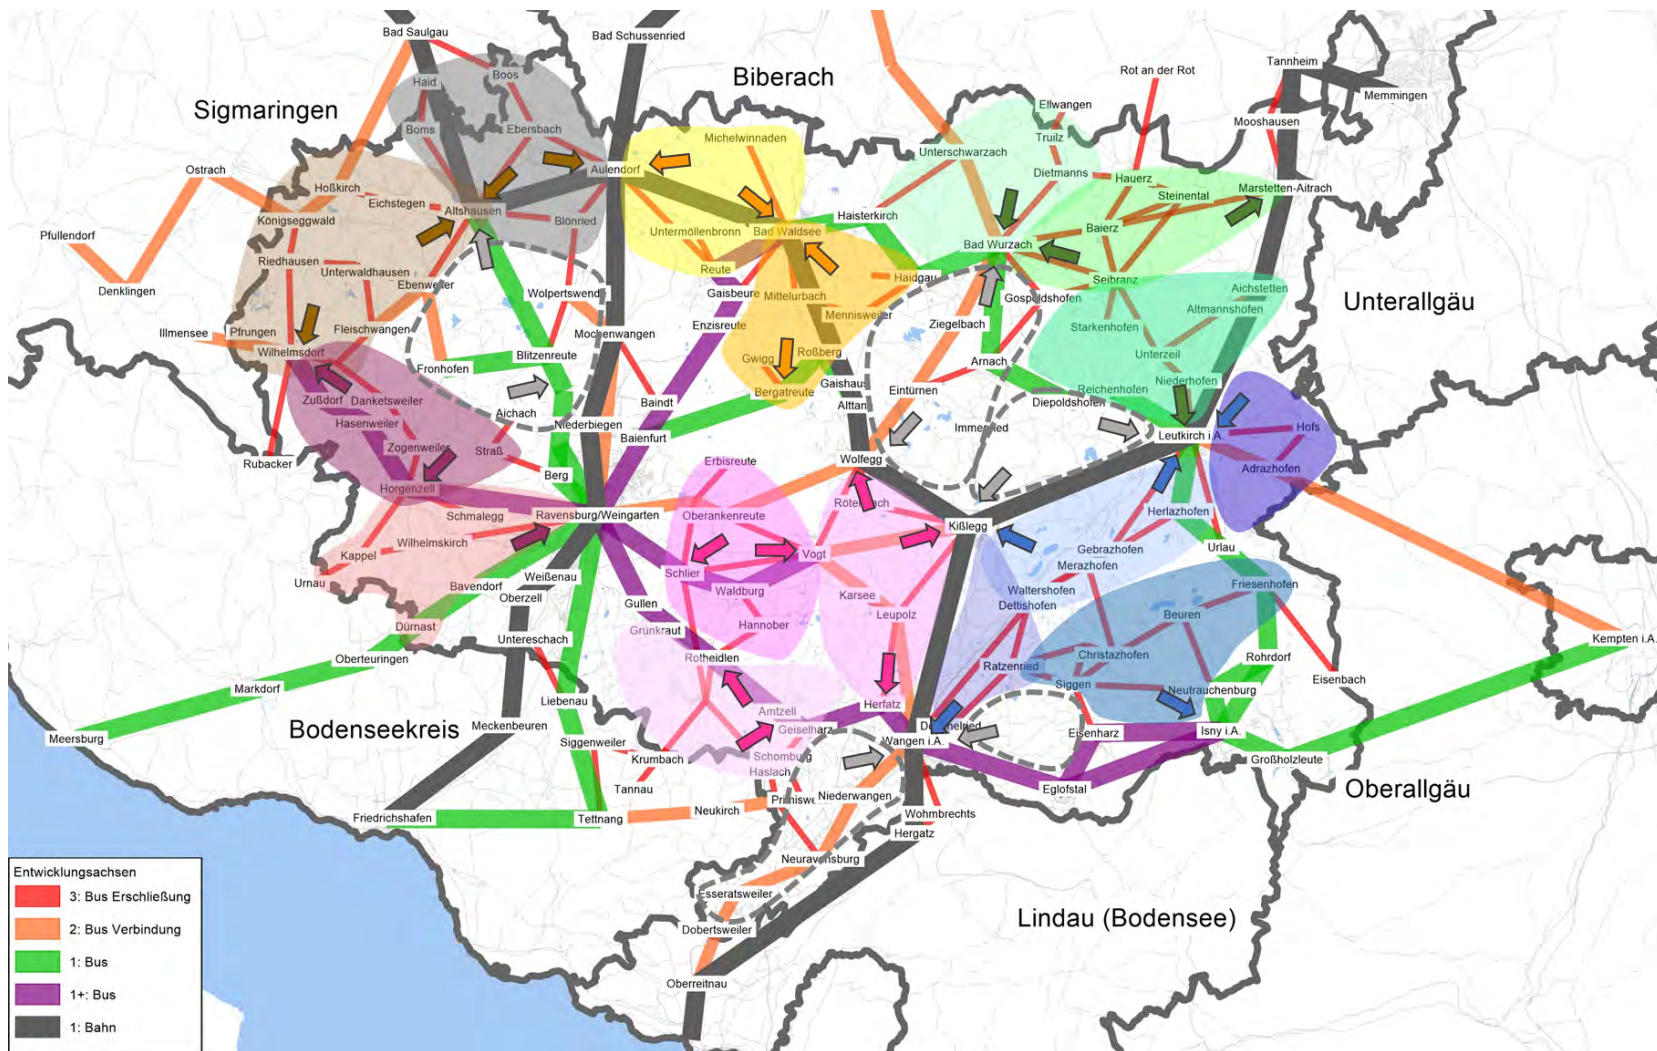 Bad Saulgau
Bad Schussenried
Biberach
Tannheim
Rot an der Rot
Memmingen
Haid
Boos
Sigmaringen
Ellwangen
Mooshausen
Boms
Ebersbach
Michelwinnaden
Truilz
Unterschwarzach
Ostrach
Aulendorf
Dietmanns
Hauerz
Hoßkirch
Steinental
Marstetten-Aitrach
Eichstegen
Altshausen
Königseggwald
Blönried
Haisterkirch
Pfullendorf
Untermöllenbronn
Bad Waldsee
Baierz
Bad Wurzach
Riedhausen
Unterwaldhausen
Reute
Haidgau
Seibranz
Ebenweiler
Denklingen
Wolpertswend
Gaisbeure
Mittelurbach
Gospoldshofen
Aichstetten
Unterallgäu
Mennisweiler
Altmannshofen
Illmensee
Pfrungen
Fleischwangen
Mochenwangen
Enzisreute
Ziegelbach
Starkenhofen
Wilhelmsdorf
Blitzenreute
Roßberg
Unterzeil
Fronhofen
Gwigg
Arnach
Gaishaus
Niederhofen
Eintürnen
Reichenhofen
Bergatreute
Zußdorf
Danketsweiler
Baindt
Alttan
Diepoldshofen
Aichach
Hasenweiler
Niederbiegen
Immenried
Baienfurt
Leutkirch i.A.
Hofs
Zogenweiler
Straß
Rubacker
Wolfegg
Erbisreute
Adrazhofen
Berg
Horgenzell
Schmalegg
Ravensburg/Weingarten
Oberankenreute
Kißlegg
Herlazhofen
Wilhelmskirch
Kappel
Vogt
Gebrazhofen
Urlau
Urnau
Schlier
Merazhofen
Weißenau
Bavendorf
Waldburg
Karsee
Waltershofen
Friesenhofen
Oberzell
Gullen
Dettishofen
Leupolz
Beuren
Dürnast
Grünkraut
Hannober
Untereschach
Kempten i.A.
Oberteuringen
Rotheidlen
Christazhofen
Ratzenried
Rohrdorf
Eisenbach
Siggen
Markdorf
Neutrauchenburg
Liebenau
Herfatz
Amtzell
Bodenseekreis
Meckenbeuren
Geiselharz
Meersburg
Siggenweiler
Wangen i.A.
Eisenharz
Isny i.A.
Schomburg
Krumbach
Großholzleute
Haslach
Tannau
Eglofstal
Oberallgäu
Niederwangen
Neukirch
Wohmbrechts
Friedrichshafen
Tettnang
Hergatz
Neuravensburg
Esseratsweiler
Lindau (Bodensee)
Dobertsweiler
Oberreitnau
Entwicklungsachsen
3: Bus Erschließung
2: Bus Verbindung
1: Bus
1+: Bus
1: Bahn